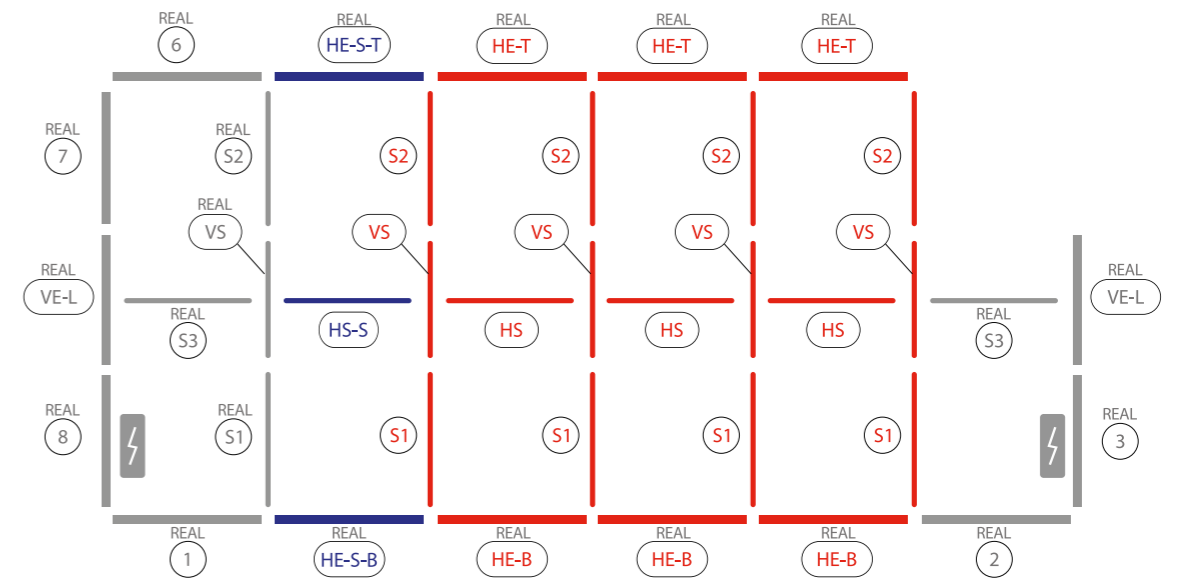 REAL REAL REAL REAL REAL
6 HE-S-T HE-T HE-T HE-T
REAL REAL
7 S2 S2 S2 S2 S2
REAL
VS VS VS VS VS
REAL REAL
VE-L VE-L
REAL REAL
S3 HS-S HS HS HS S3
REAL REAL REAL
8 S1 S1 S1 S1 S1 3
REAL REAL REAL REAL REAL REAL
1 HE-S-B HE-B HE-B HE-B 2